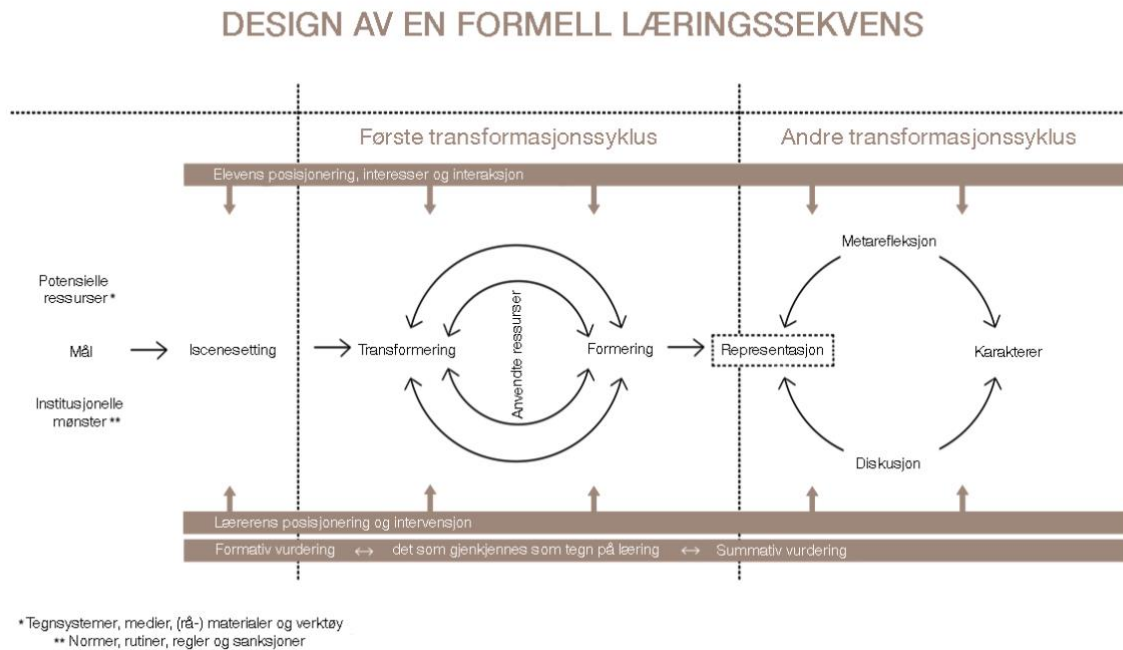 DESIGN AV EN FORMELL LÆRINGSSEKVENS
Første transformasjonssyklus
Andre transformasjonssyklus
Elevens posisjonering, interesser og interaksjon
Potensielle
ressurser *
Mål
Institusjonelle
mønster **
Iscenesetting
Transformering
Anvendte ressurser
Formering
Representasjon
Metarefleksjon
Karakterer
Diskusjon
Lærerens posisjonering og intervensjon
Formativ vurdering ↔ det som gjenkjennes som tegn på læring ↔ Summativ vurdering
* Tegnsystemer, medier, (rå-) materialer og verktøy
** Normer, rutiner, regler og sanksjoner